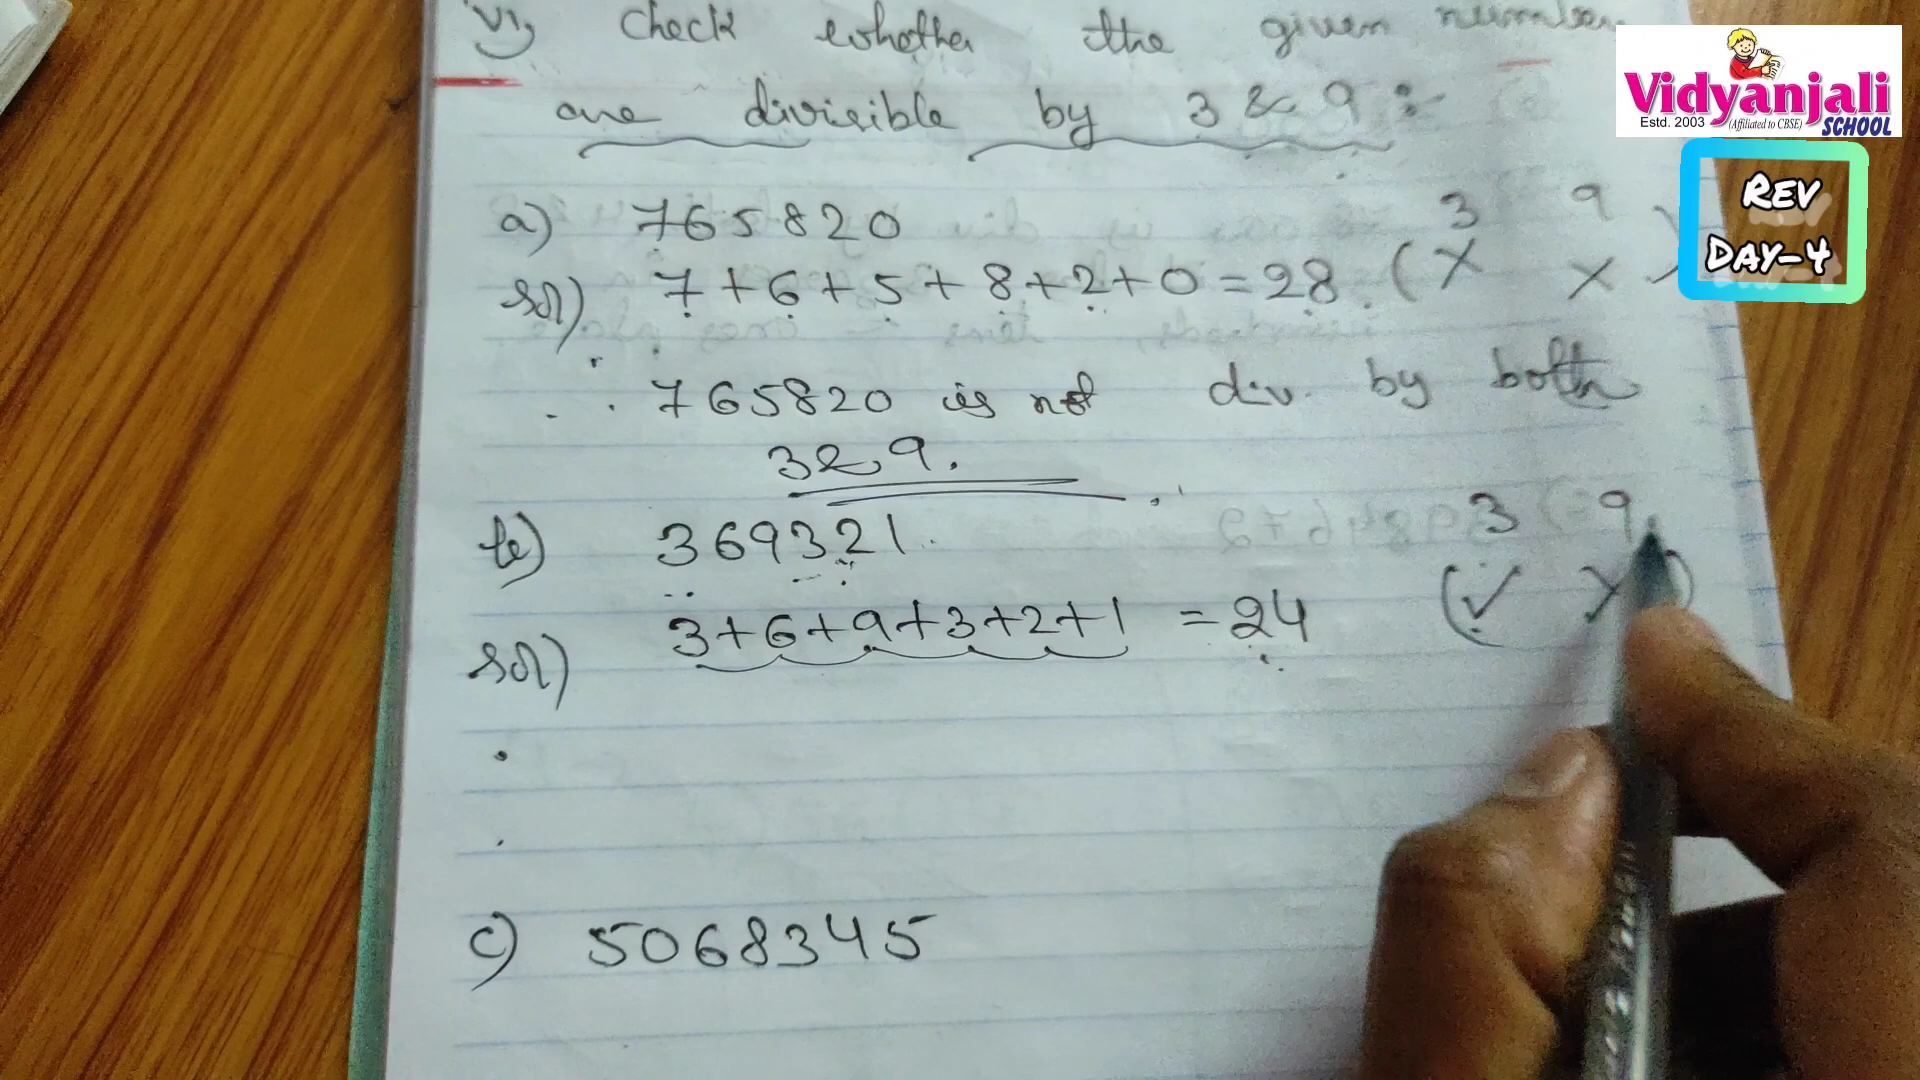 vi) Check whether the given number
are divisible by 3 & 9 :-
a) 765820
3 9
sol) 7+6+5+8+2+0=28. (× ×)
∴ 765820 is not div. by both
3 & 9.
b) 369321.
3 9
sol) 3+6+9+3+2+1 = 24 (✓ ×)
c) 5068345
Vidyanjali
Estd. 2003 (Affiliated to CBSE) SCHOOL
REV
DAY-4